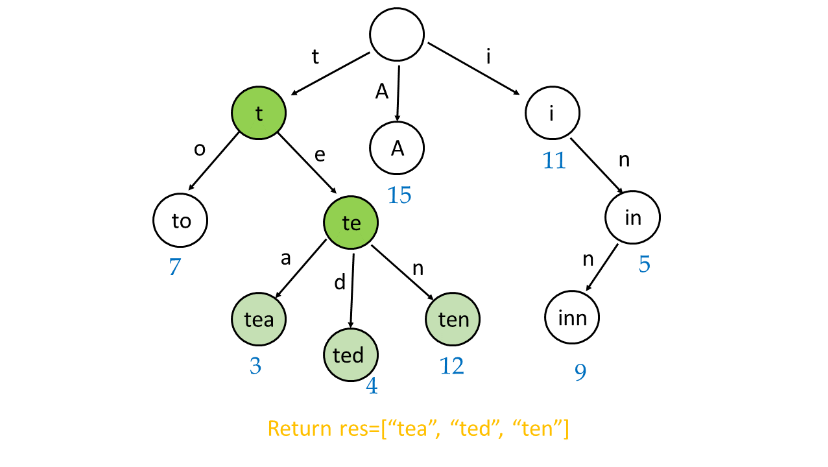 t
A
i
t
A
i
11
o
e
n
15
to
te
in
7
a
d
n
n
5
tea
ted
ten
inn
3
4
12
9
Return res=[“tea”, “ted”, “ten”]